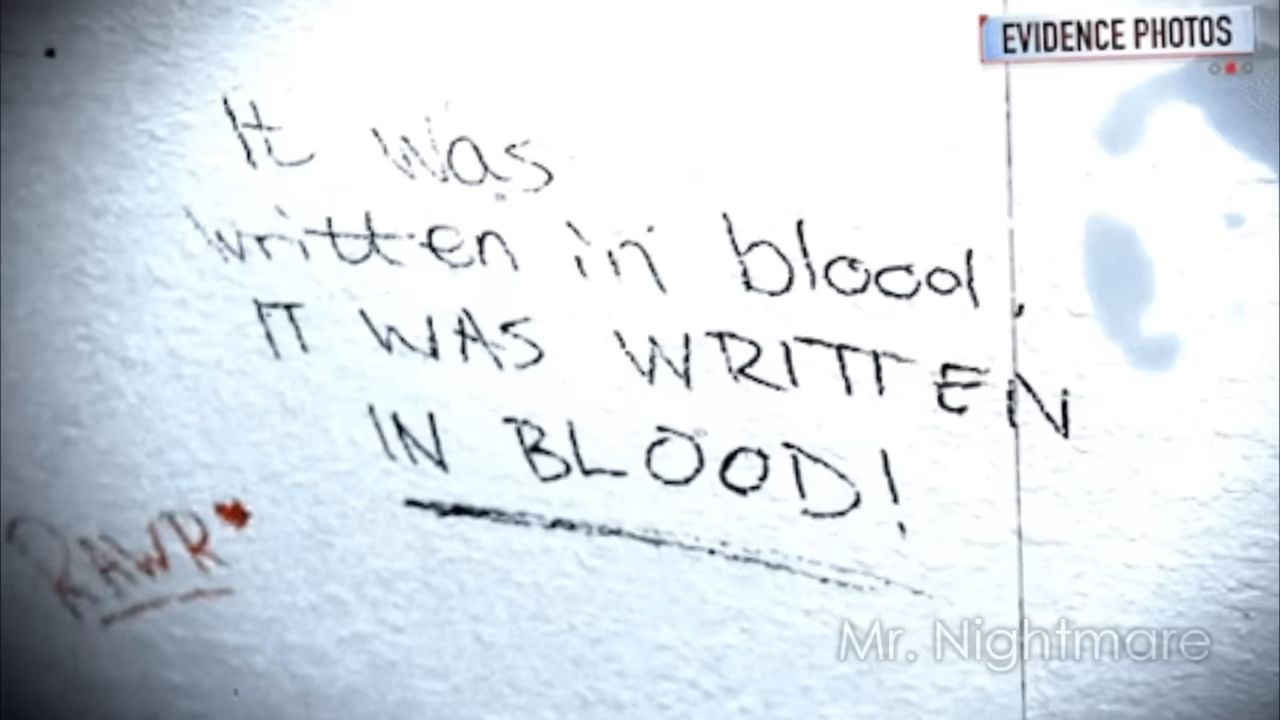 EVIDENCE PHOTOS
It was
written in blood.
IT WAS WRITTEN
IN BLOOD!
RAWR
Mr. Nightmare